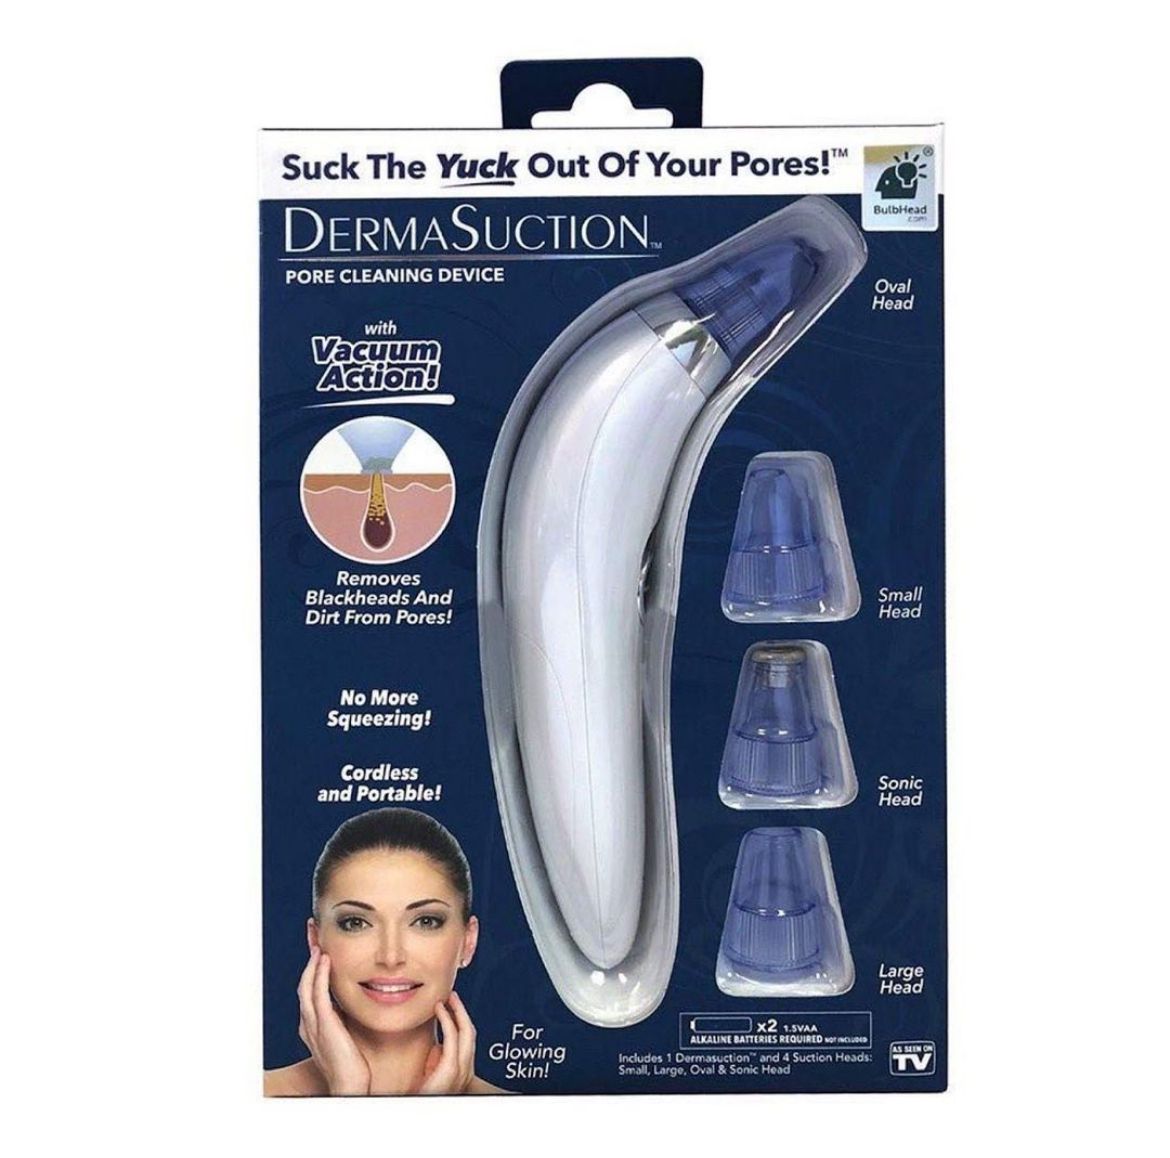 Suck The Yuck Out Of Your Pores!™
BulbHead®
.com
DERMASUCTION™
PORE CLEANING DEVICE
with
Vacuum
Action!
Removes
Blackheads And
Dirt From Pores!
No More
Squeezing!
Cordless
and Portable!
For
Glowing
Skin!
Oval
Head
Small
Head
Sonic
Head
Large
Head
x2 1.5VAA
ALKALINE BATTERIES REQUIRED NOT INCLUDED
Includes 1 Dermasuction™ and 4 Suction Heads:
Small, Large, Oval & Sonic Head
AS SEEN ON
TV